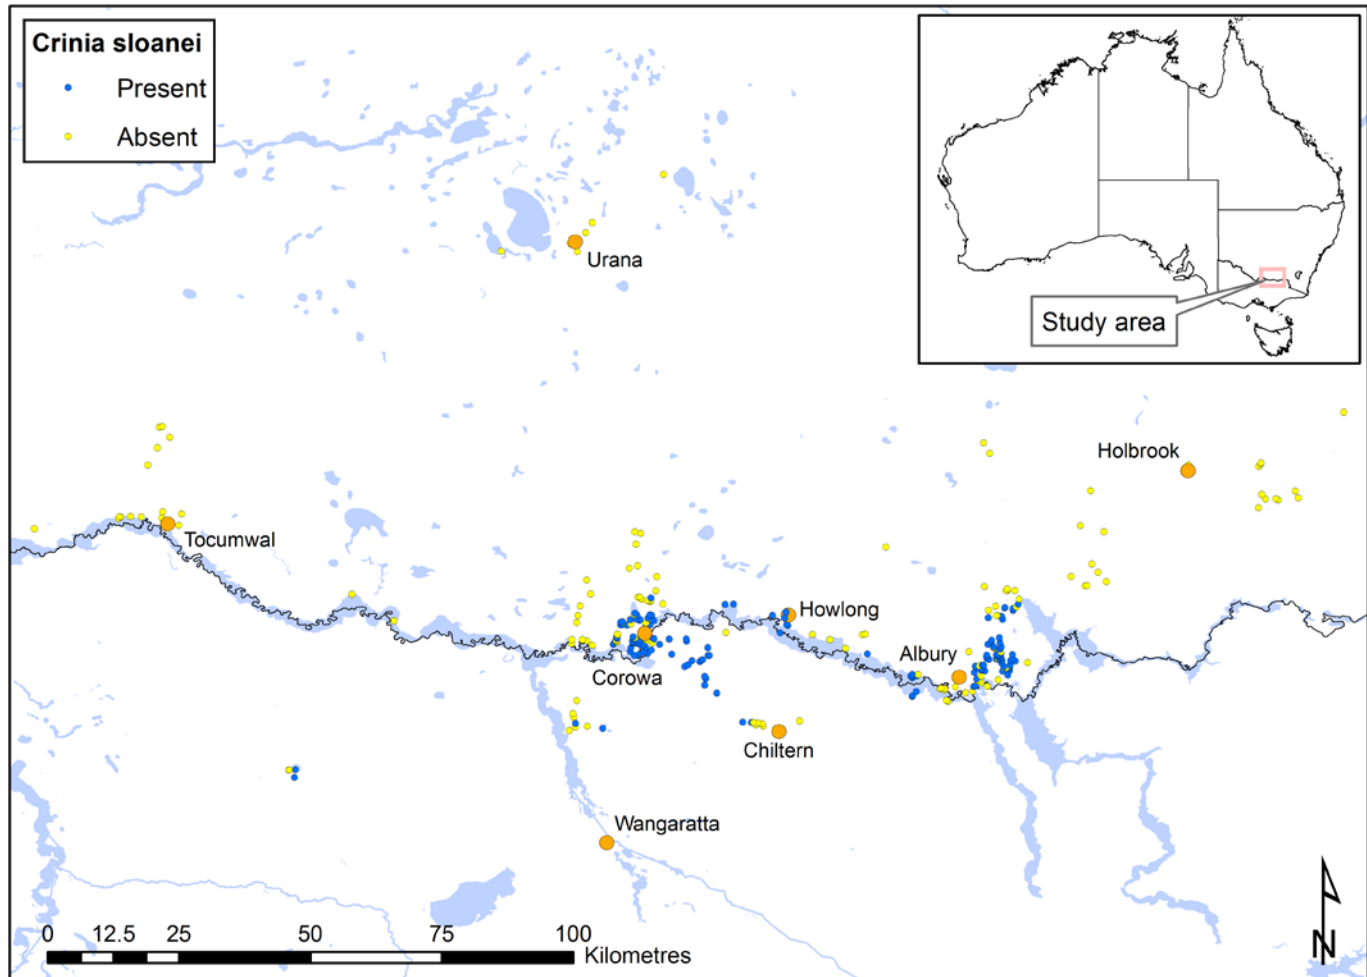 Crinia sloanei
Present
Absent
Study area
Urana
Holbrook
Tocumwal
Howlong
Corowa
Albury
Chiltern
Wangaratta
0 12.5 25 50 75 100
Kilometres
N